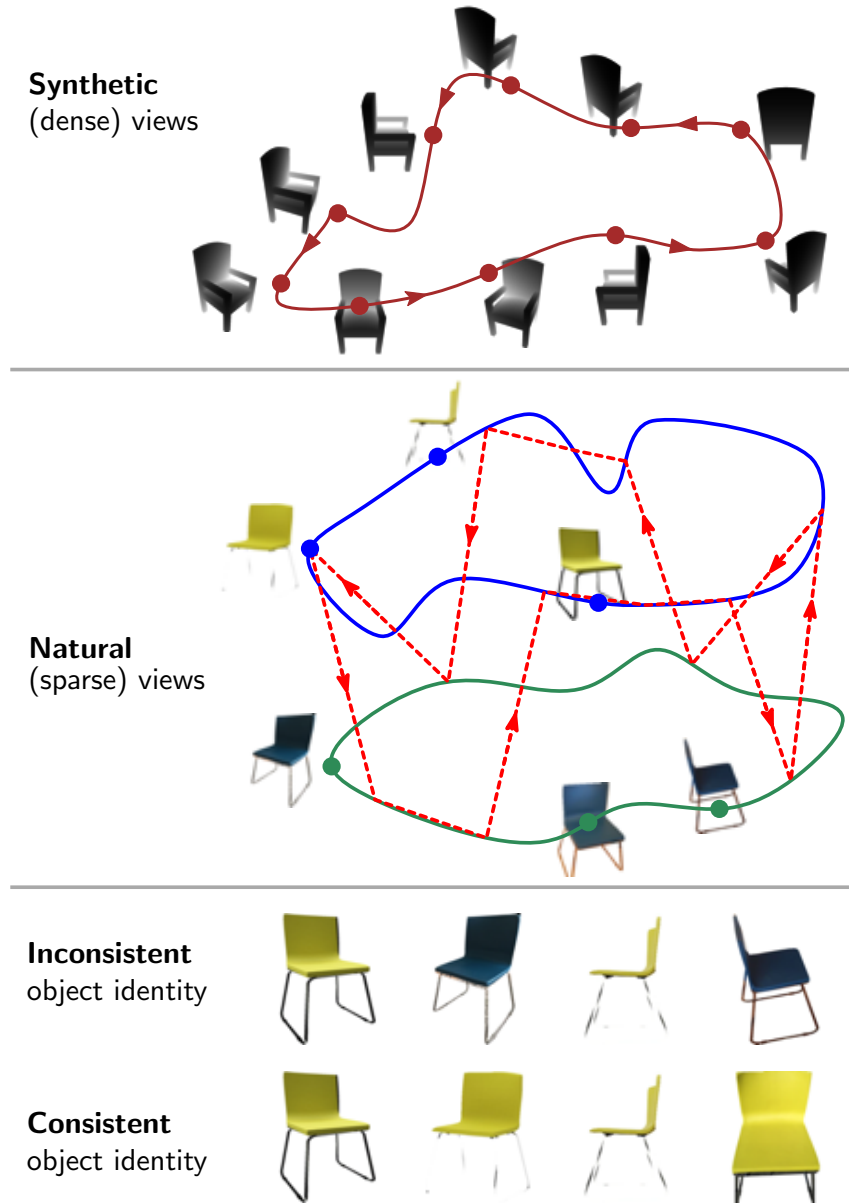 Synthetic
(dense) views
Natural
(sparse) views
Inconsistent
object identity
Consistent
object identity